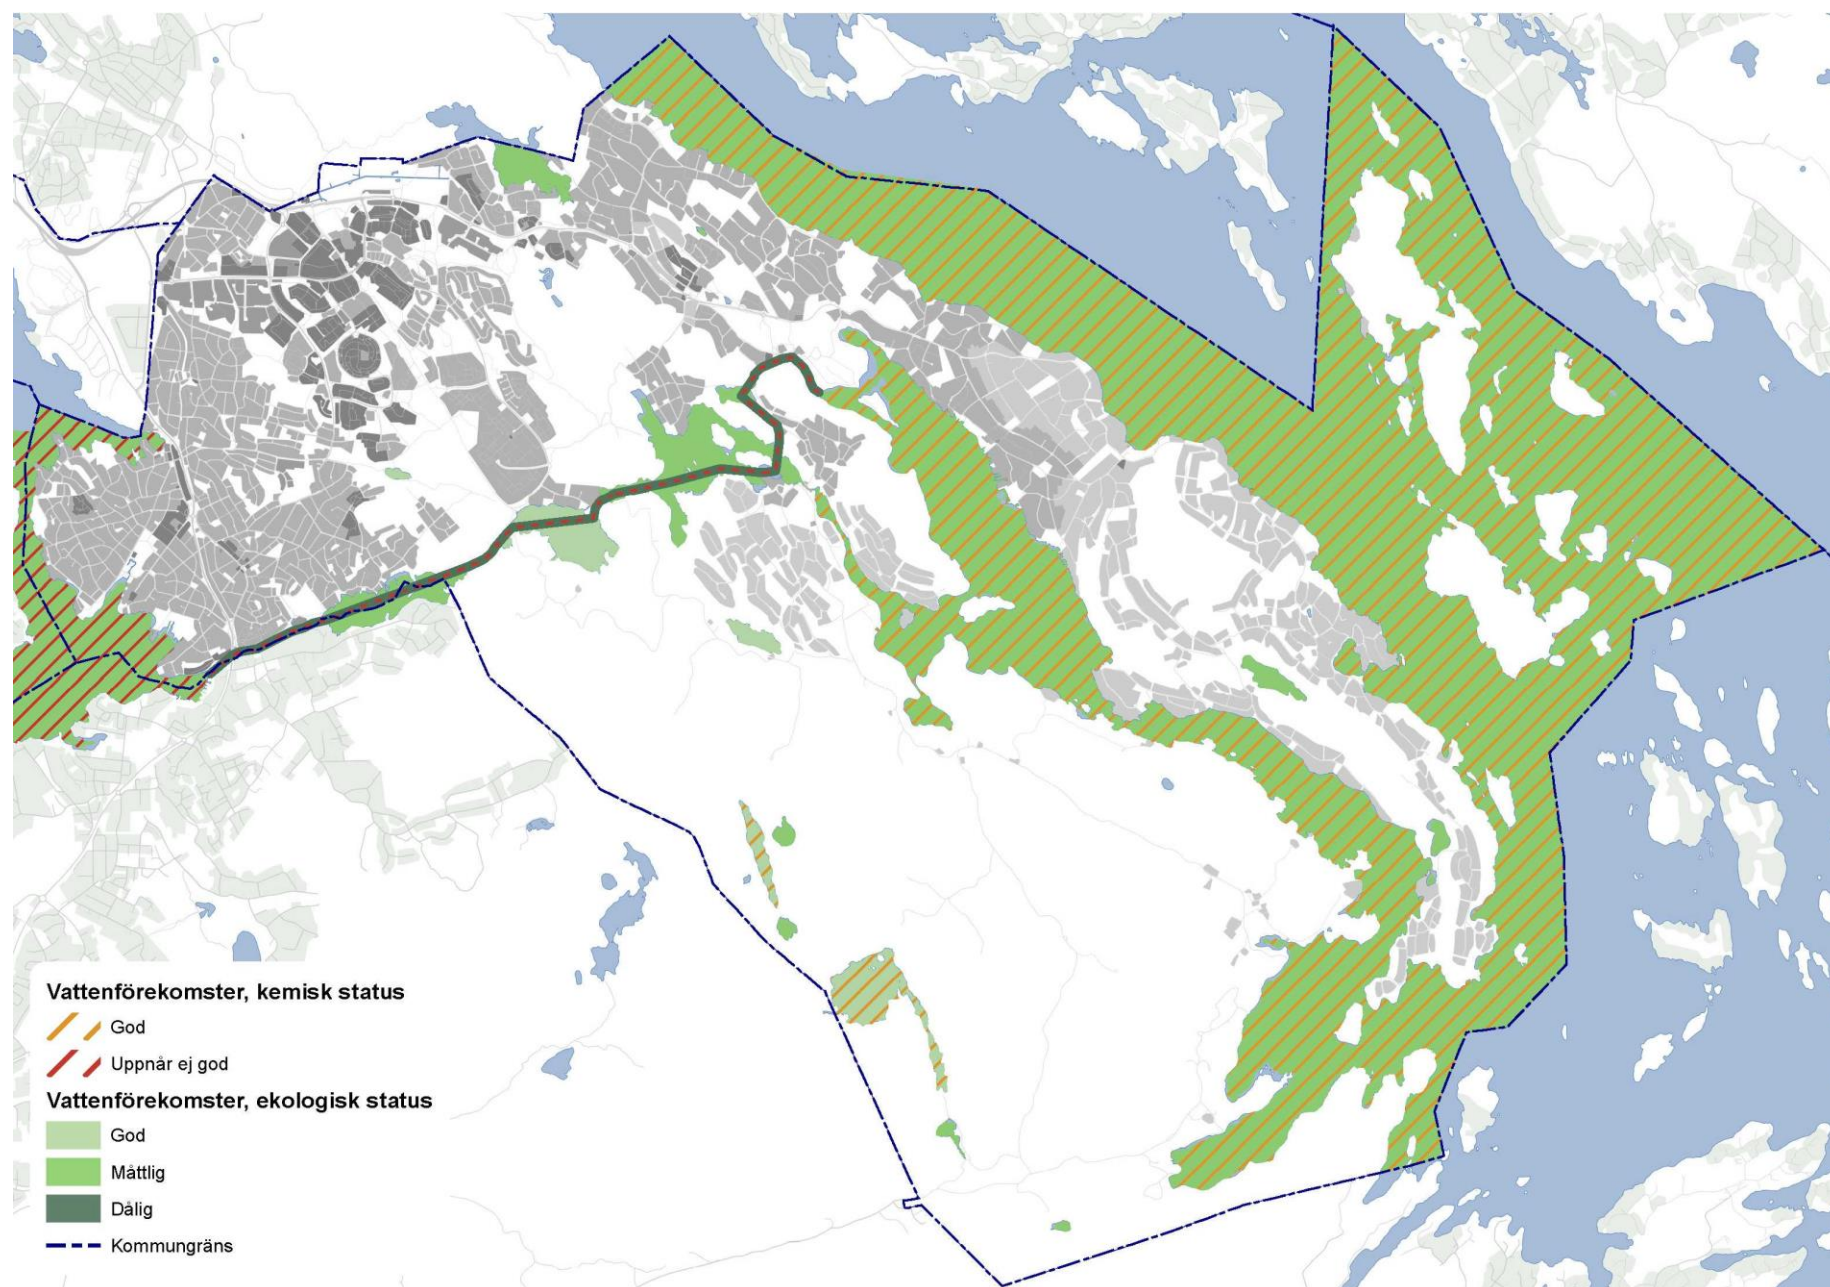 Vattenförekomster, kemisk status
God
Uppnår ej god
Vattenförekomster, ekologisk status
God
Måttlig
Dålig
Kommungräns